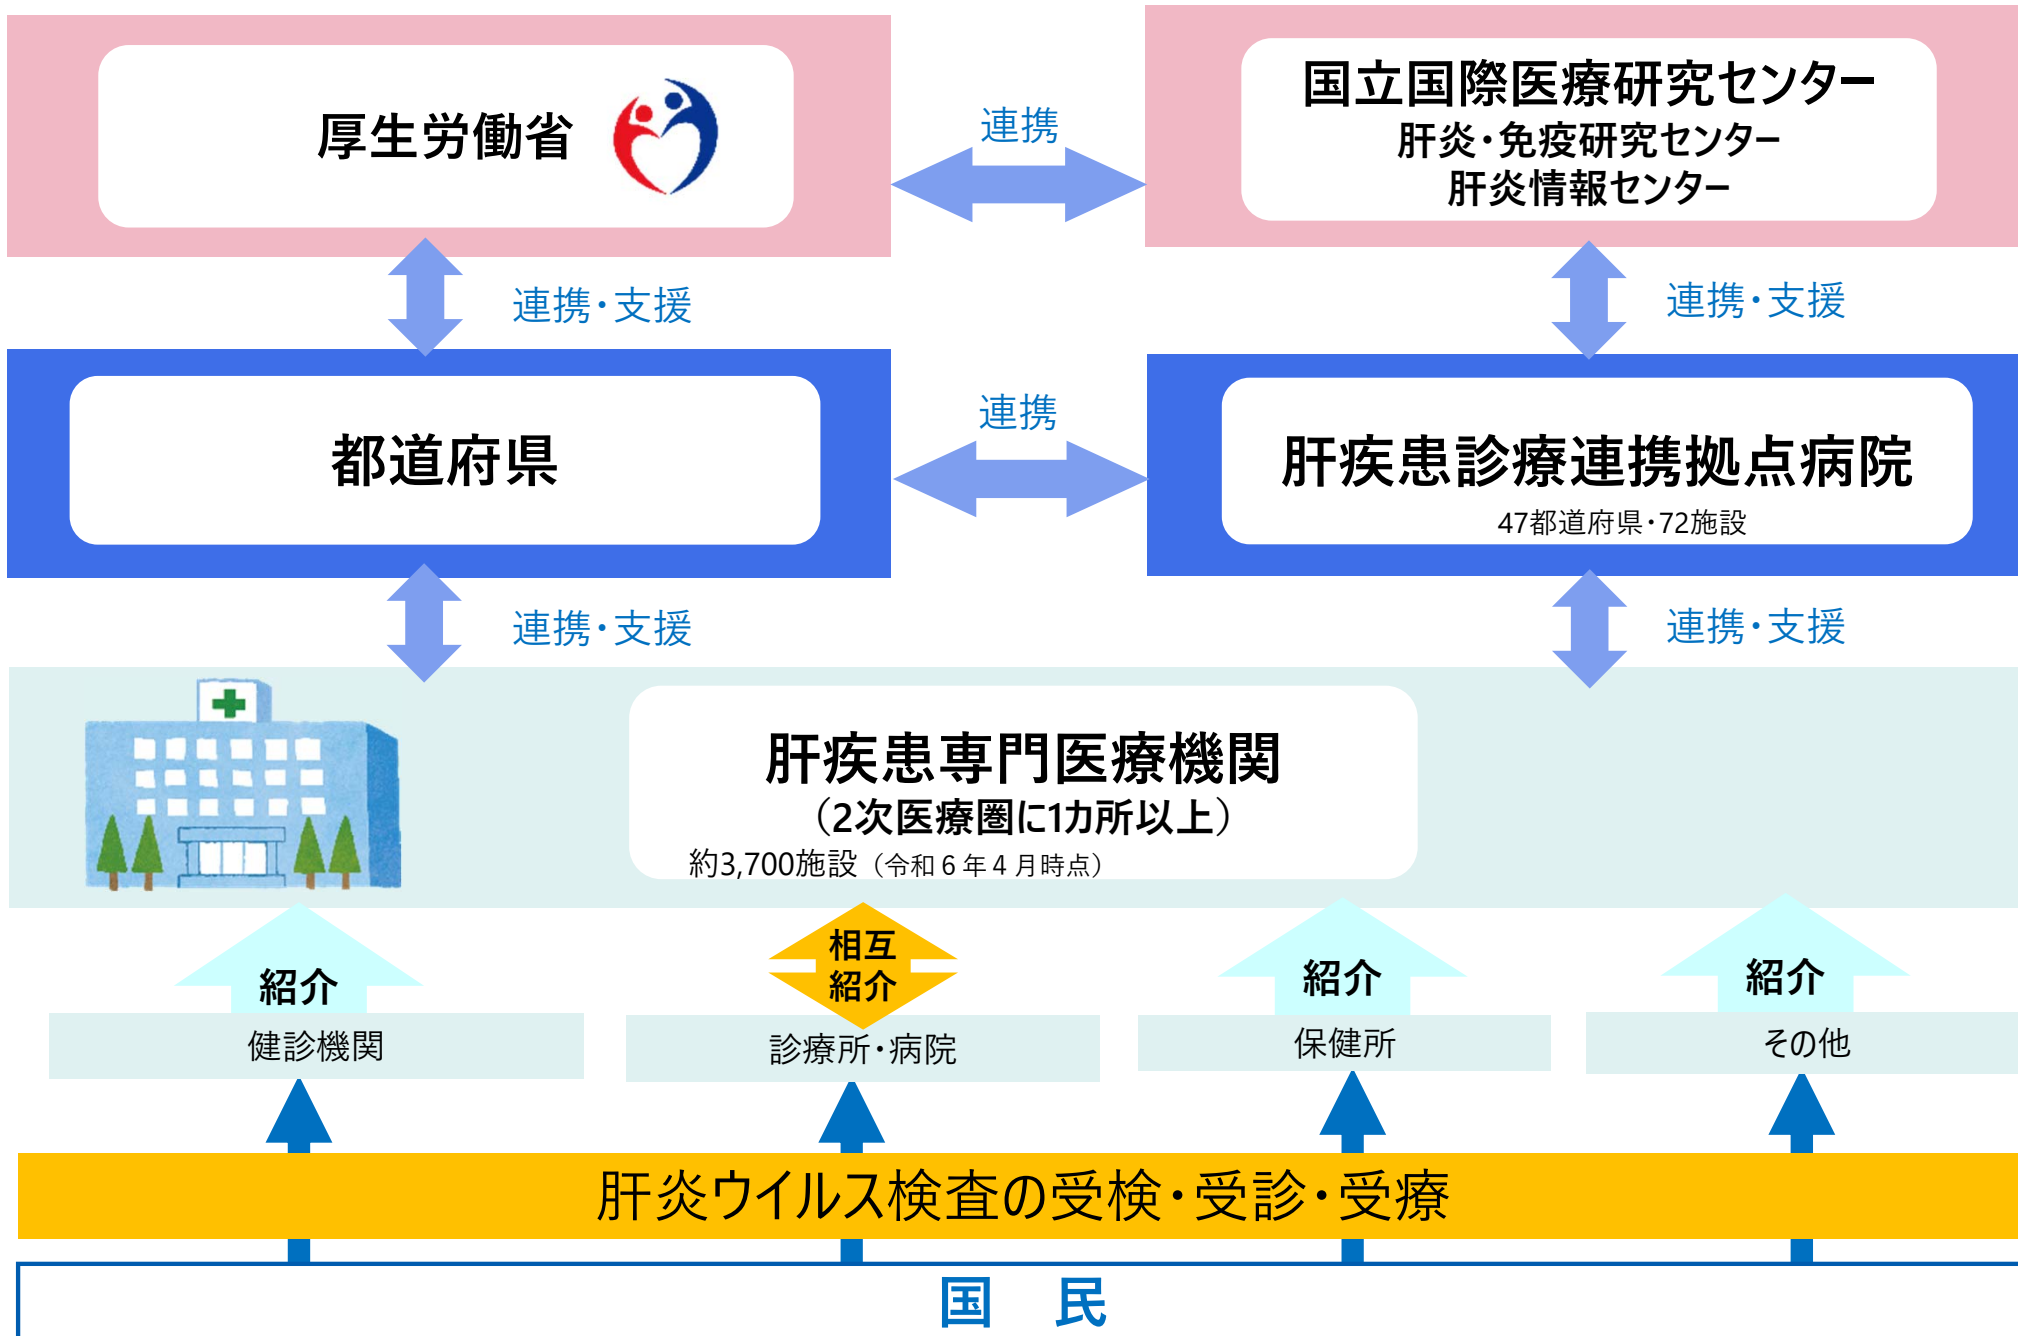 厚生労働省
連携
国立国際医療研究センター
肝炎・免疫研究センター
肝炎情報センター
連携・支援
連携・支援
都道府県
連携
肝疾患診療連携拠点病院
47都道府県・72施設
連携・支援
連携・支援
肝疾患専門医療機関
（2次医療圏に1カ所以上）
約3,700施設（令和６年４月時点）
紹介
相互
紹介
紹介
紹介
健診機関
診療所・病院
保健所
その他
肝炎ウイルス検査の受検・受診・受療
国　民